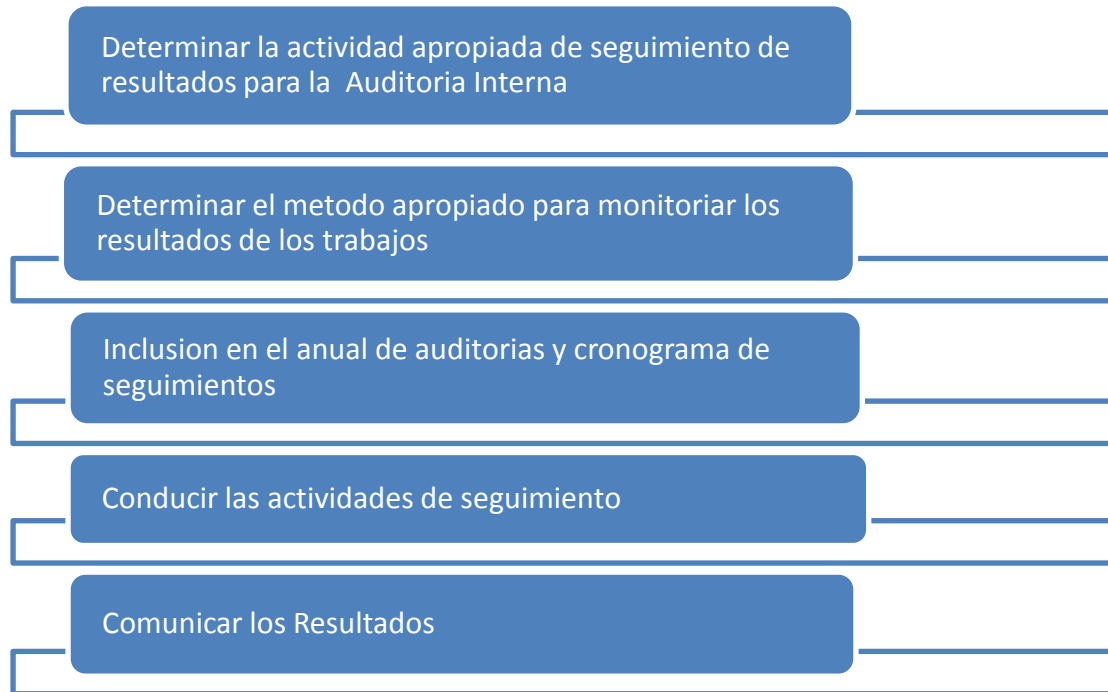 Determinar la actividad apropiada de seguimiento de
resultados para la  Auditoria Interna
Determinar el metodo apropiado para monitoriar los
resultados de los trabajos
Inclusion en el anual de auditorias y cronograma de
seguimientos
Conducir las actividades de seguimiento
Comunicar los Resultados